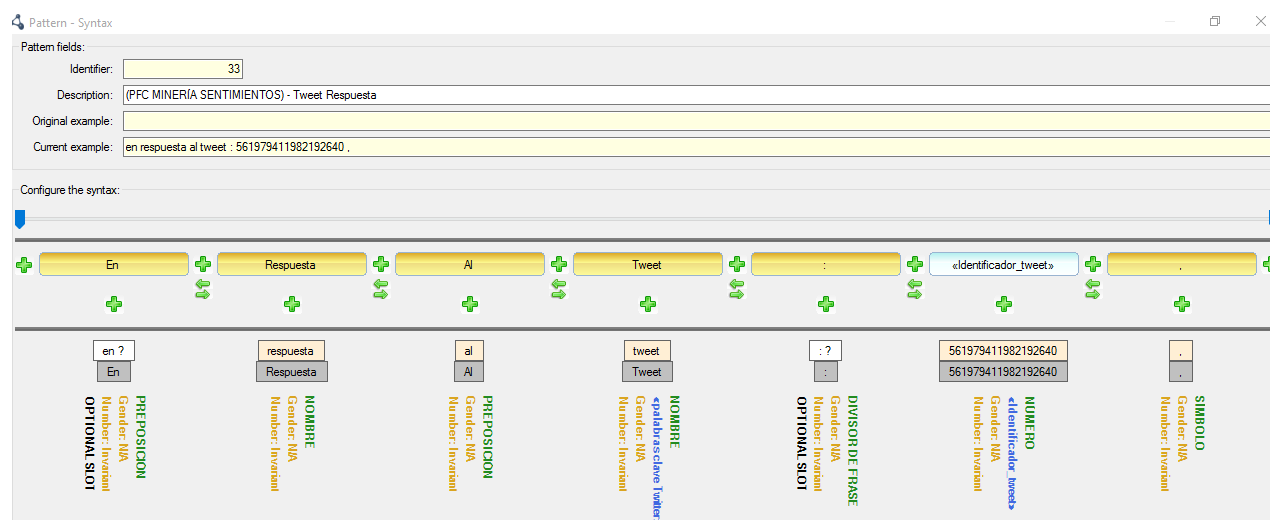 Pattern - Syntax
Pattern fields:
Identifier: 33
Description: (PFC MINERÍA SENTIMIENTOS) - Tweet Respuesta
Original example:
Current example: en respuesta al tweet : 561979411982192640 ,
Configure the syntax:
En Respuesta Al Tweet : «Identificador_tweet» ,
en ? respuesta al tweet : ? 561979411982192640 ,
En Respuesta Al Tweet : 561979411982192640 ,
PREPOSICION
Gender: N/A
Number: Invariant
OPTIONAL SLOT
NOMBRE
Gender: N/A
Number: Invariant
PREPOSICION
Gender: N/A
Number: Invariant
NOMBRE
«palabras clave Twitter
Gender: N/A
Number: Invariant
DIVISOR DE FRASE
Gender: N/A
Number: Invariant
OPTIONAL SLOT
NUMERO
«Identificador_tweet»
Gender: N/A
Number: Invariant
SIMBOLO
Gender: N/A
Number: Invariant